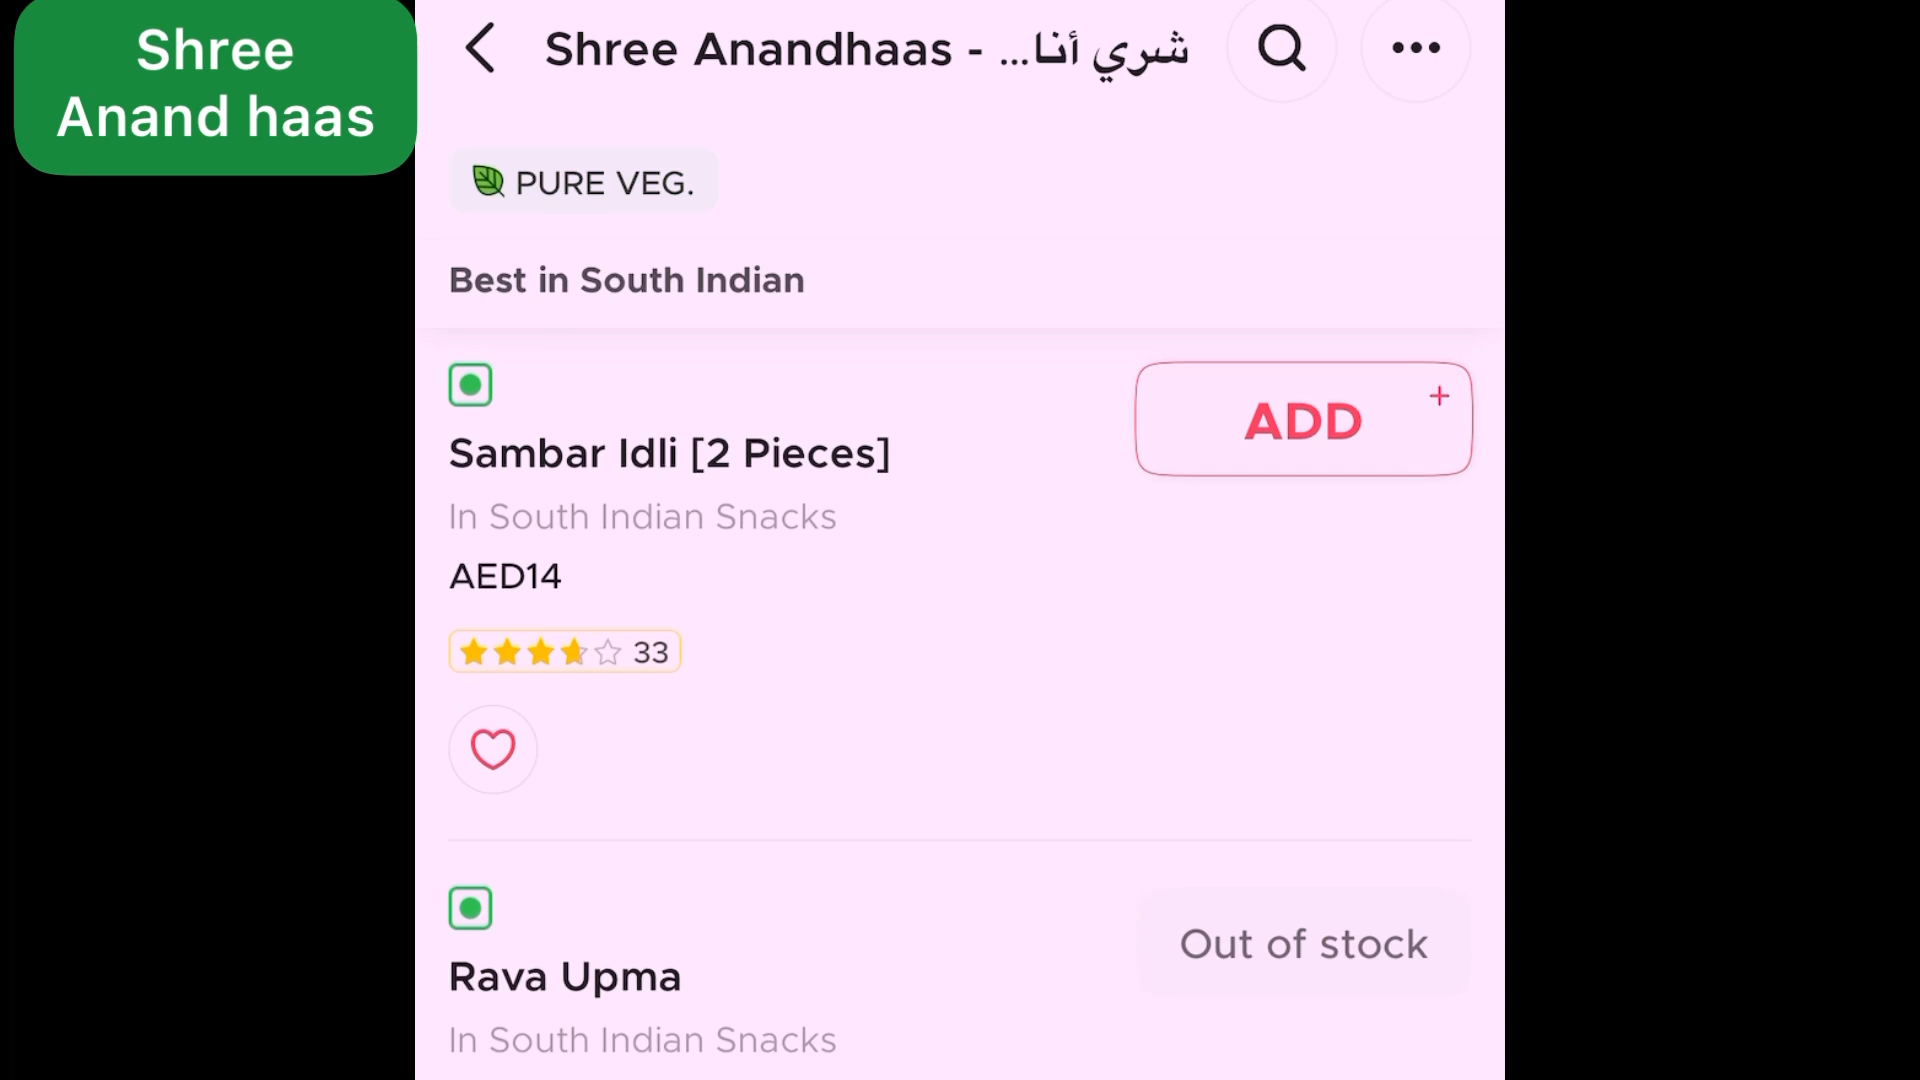 Shree
Anand haas
Shree Anandhaas - شري أنا...
PURE VEG.
Best in South Indian
ADD
+
Sambar Idli [2 Pieces]
In South Indian Snacks
AED14
33
Out of stock
Rava Upma
In South Indian Snacks